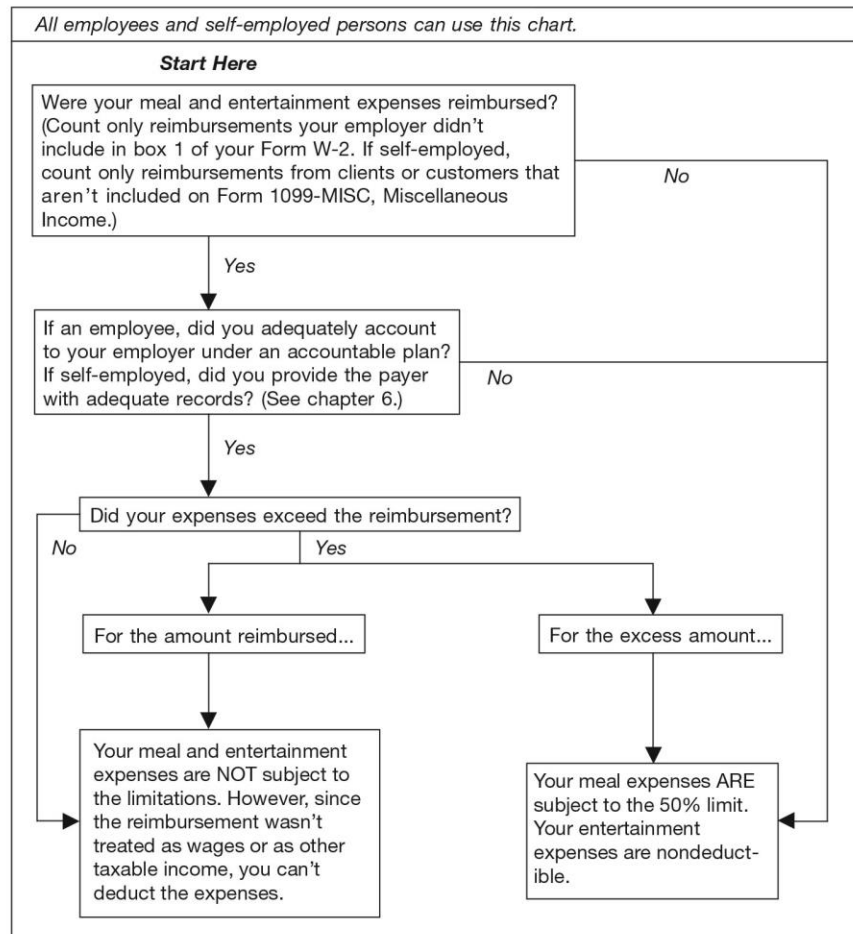 All employees and self-employed persons can use this chart.
Start Here
Were your meal and entertainment expenses reimbursed?
(Count only reimbursements your employer didn't
include in box 1 of your Form W-2. If self-employed,
count only reimbursements from clients or customers that
aren't included on Form 1099-MISC, Miscellaneous
Income.)
No
Yes
If an employee, did you adequately account
to your employer under an accountable plan?
If self-employed, did you provide the payer
with adequate records? (See chapter 6.)
No
Yes
Did your expenses exceed the reimbursement?
No
Yes
For the amount reimbursed...
For the excess amount...
Your meal and entertainment
expenses are NOT subject to
the limitations. However, since
the reimbursement wasn't
treated as wages or as other
taxable income, you can't
deduct the expenses.
Your meal expenses ARE
subject to the 50% limit.
Your entertainment
expenses are nondeduct-
ible.